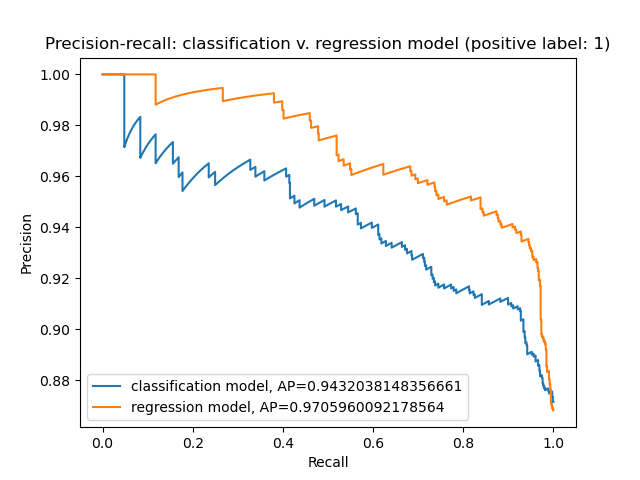 Precision-recall: classification v. regression model (positive label: 1)
1.00
0.98
0.96
0.94
0.92
0.90
0.88
Precision
classification model, AP=0.9432038148356661
regression model, AP=0.9705960092178564
0.0 0.2 0.4 0.6 0.8 1.0
Recall